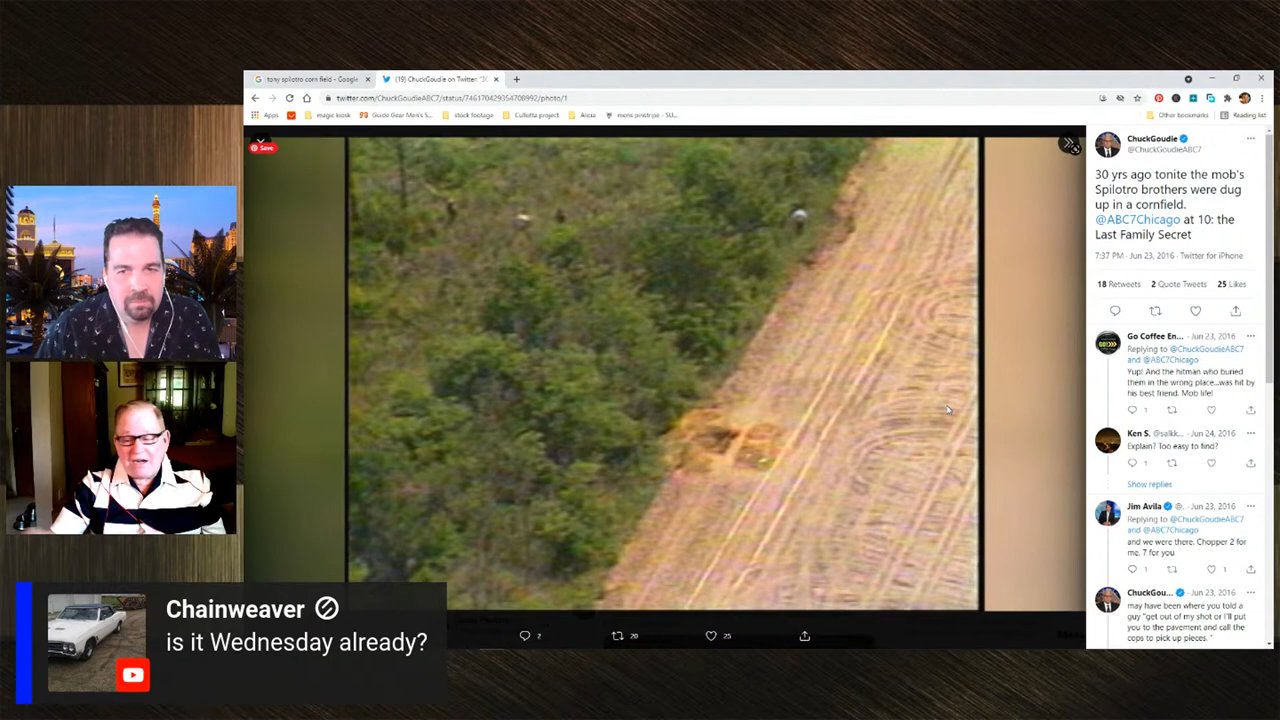 tony spilotro corn field - Google
(19) ChuckGoudie on Twitter: "3
twitter.com/ChuckGoudieABC7/status/746170429354708992/photo/1
Apps
magic kiosk
Guide Gear Men's S...
stock footage
Cullotta project
Alicia
mens pinstripe - SU...
Other bookmarks
Reading list
Save
ChuckGoudie
@ChuckGoudieABC7
30 yrs ago tonite the mob's
Spilotro brothers were dug
up in a cornfield.
@ABC7Chicago at 10: the
Last Family Secret
7:37 PM · Jun 23, 2016 · Twitter for iPhone
18 Retweets 2 Quote Tweets 25 Likes
Go Coffee En... · Jun 23, 2016
Replying to @ChuckGoudieABC7
and @ABC7Chicago
Yup! And the hitman who buried
them in the wrong place...was hit by
his best friend. Mob life!
1
Ken S. @salkk... · Jun 24, 2016
Explain? Too easy to find?
1
Show replies
Jim Avila @. · Jun 23, 2016
Replying to @ChuckGoudieABC7
and @ABC7Chicago
and we were there. Chopper 2 for
me. 7 for you
1 1
ChuckGou... · Jun 23, 2016
may have been where you told a
guy "get out of my shot or I'll put
you to the pavement and call the
cops to pick up pieces. "
2 20 25
Chainweaver
is it Wednesday already?